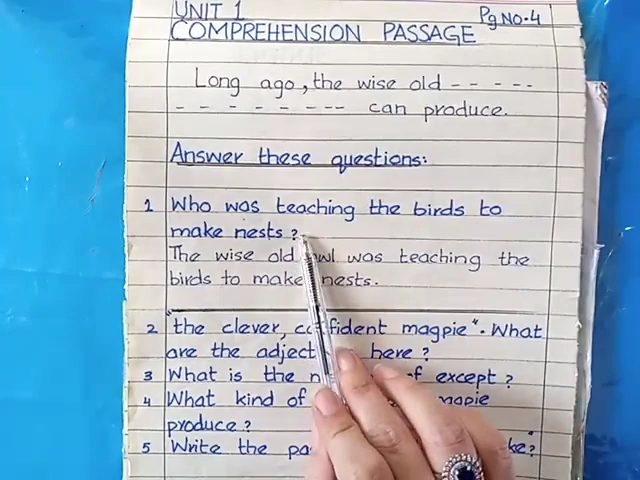 UNIT 1
Pg No. 4
COMPREHENSION PASSAGE
Long ago, the wise old - - - - -
- - - - - - - - can produce.
Answer these questions:
1 Who was teaching the birds to
make nests?
The wise old owl was teaching the
birds to make nests.
2 "the clever, confident magpie". What
are the adject here?
3 What is the of except?
4 What kind of
produce?
5 Write the ?